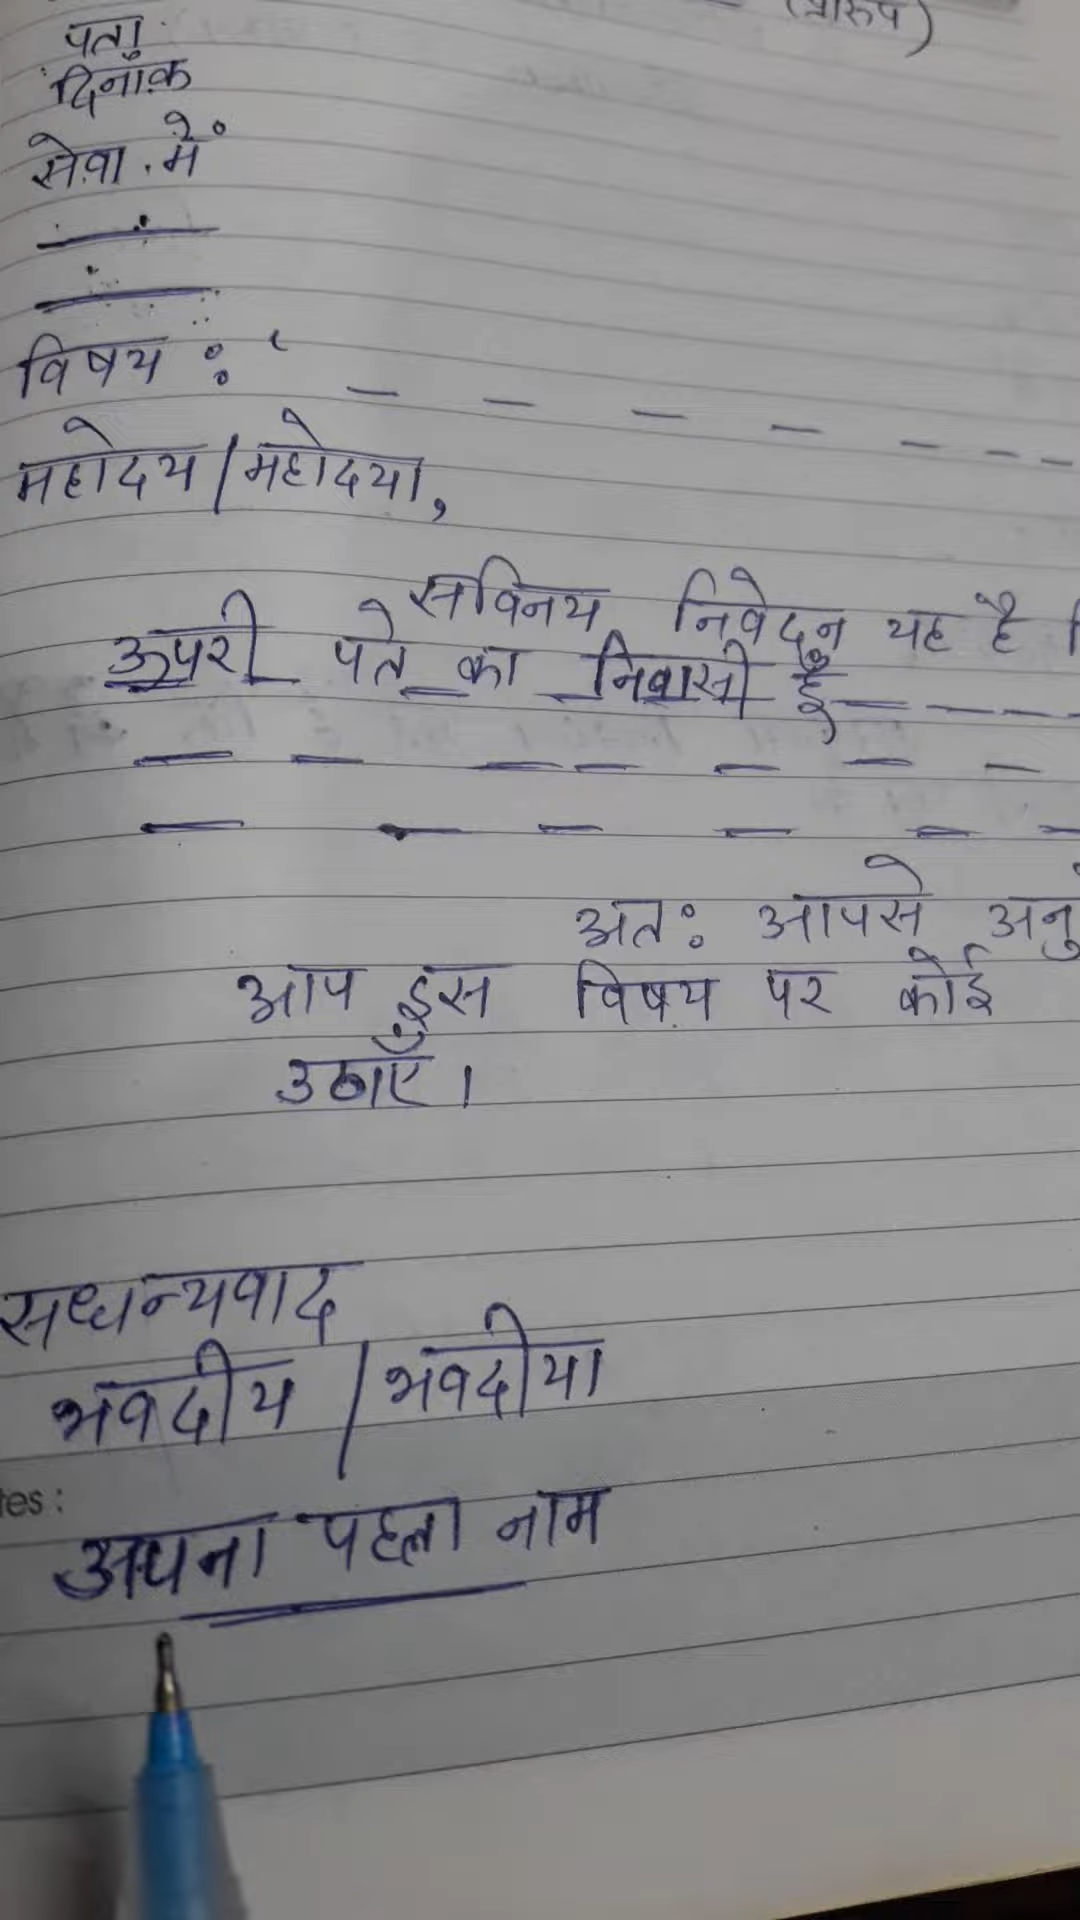 (प्रारूप)
पता
दिनांक
सेवा में
विषय :
महोदय / महोदया,
सविनय निवेदन यह है
ऊपरी पते का निवासी हूँ
अतः आपसे
आप इस विषय पर कोई
उठाएँ।
सधन्यवाद
भवदीय / भवदीया
tes :
अपना पहला नाम